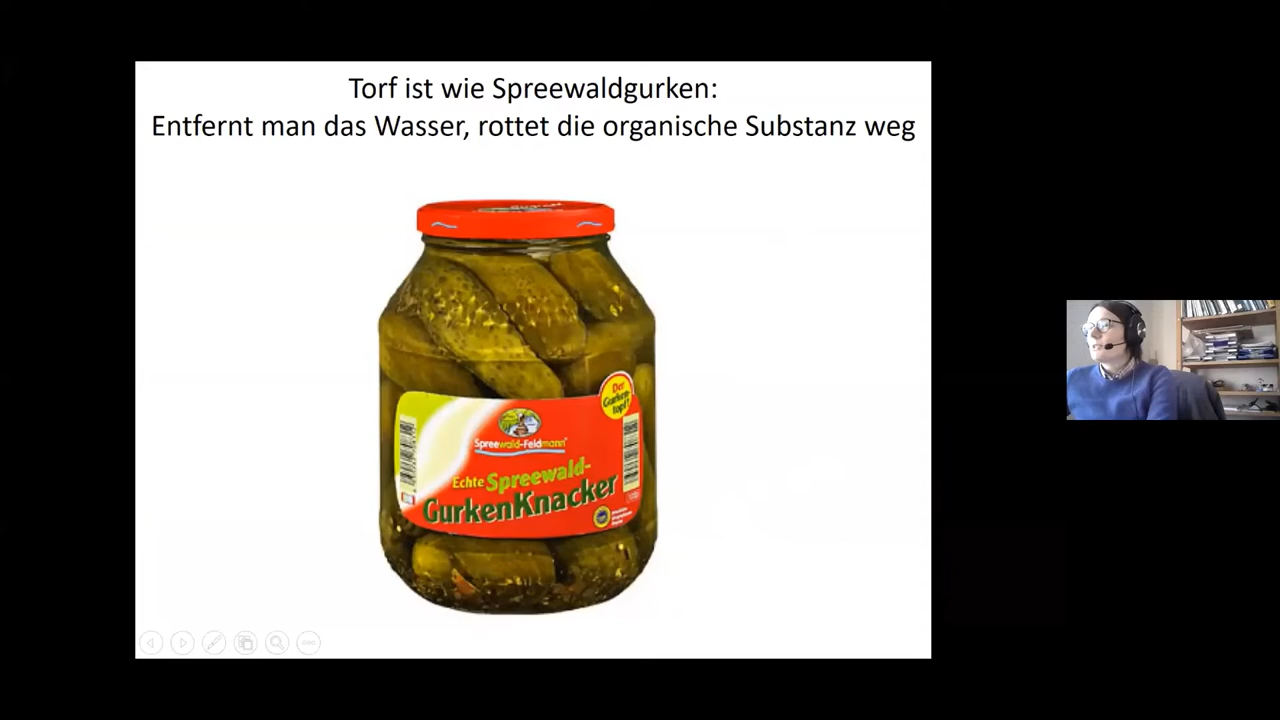 Torf ist wie Spreewaldgurken:
Entfernt man das Wasser, rottet die organische Substanz weg
Der
Gurken-
topf!
Spreewald-Feldmann
Echte Spreewald-
GurkenKnacker